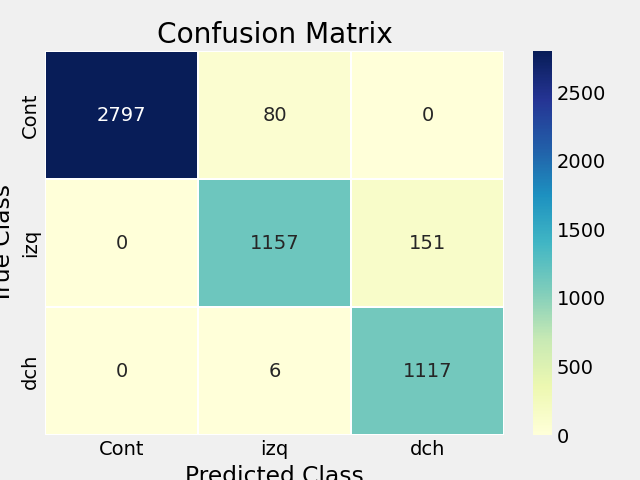 Confusion Matrix
Cont 2797 80 0
izq 0 1157 151
dch 0 6 1117
Cont izq dch
Predicted Class
True Class
2500
2000
1500
1000
500
0